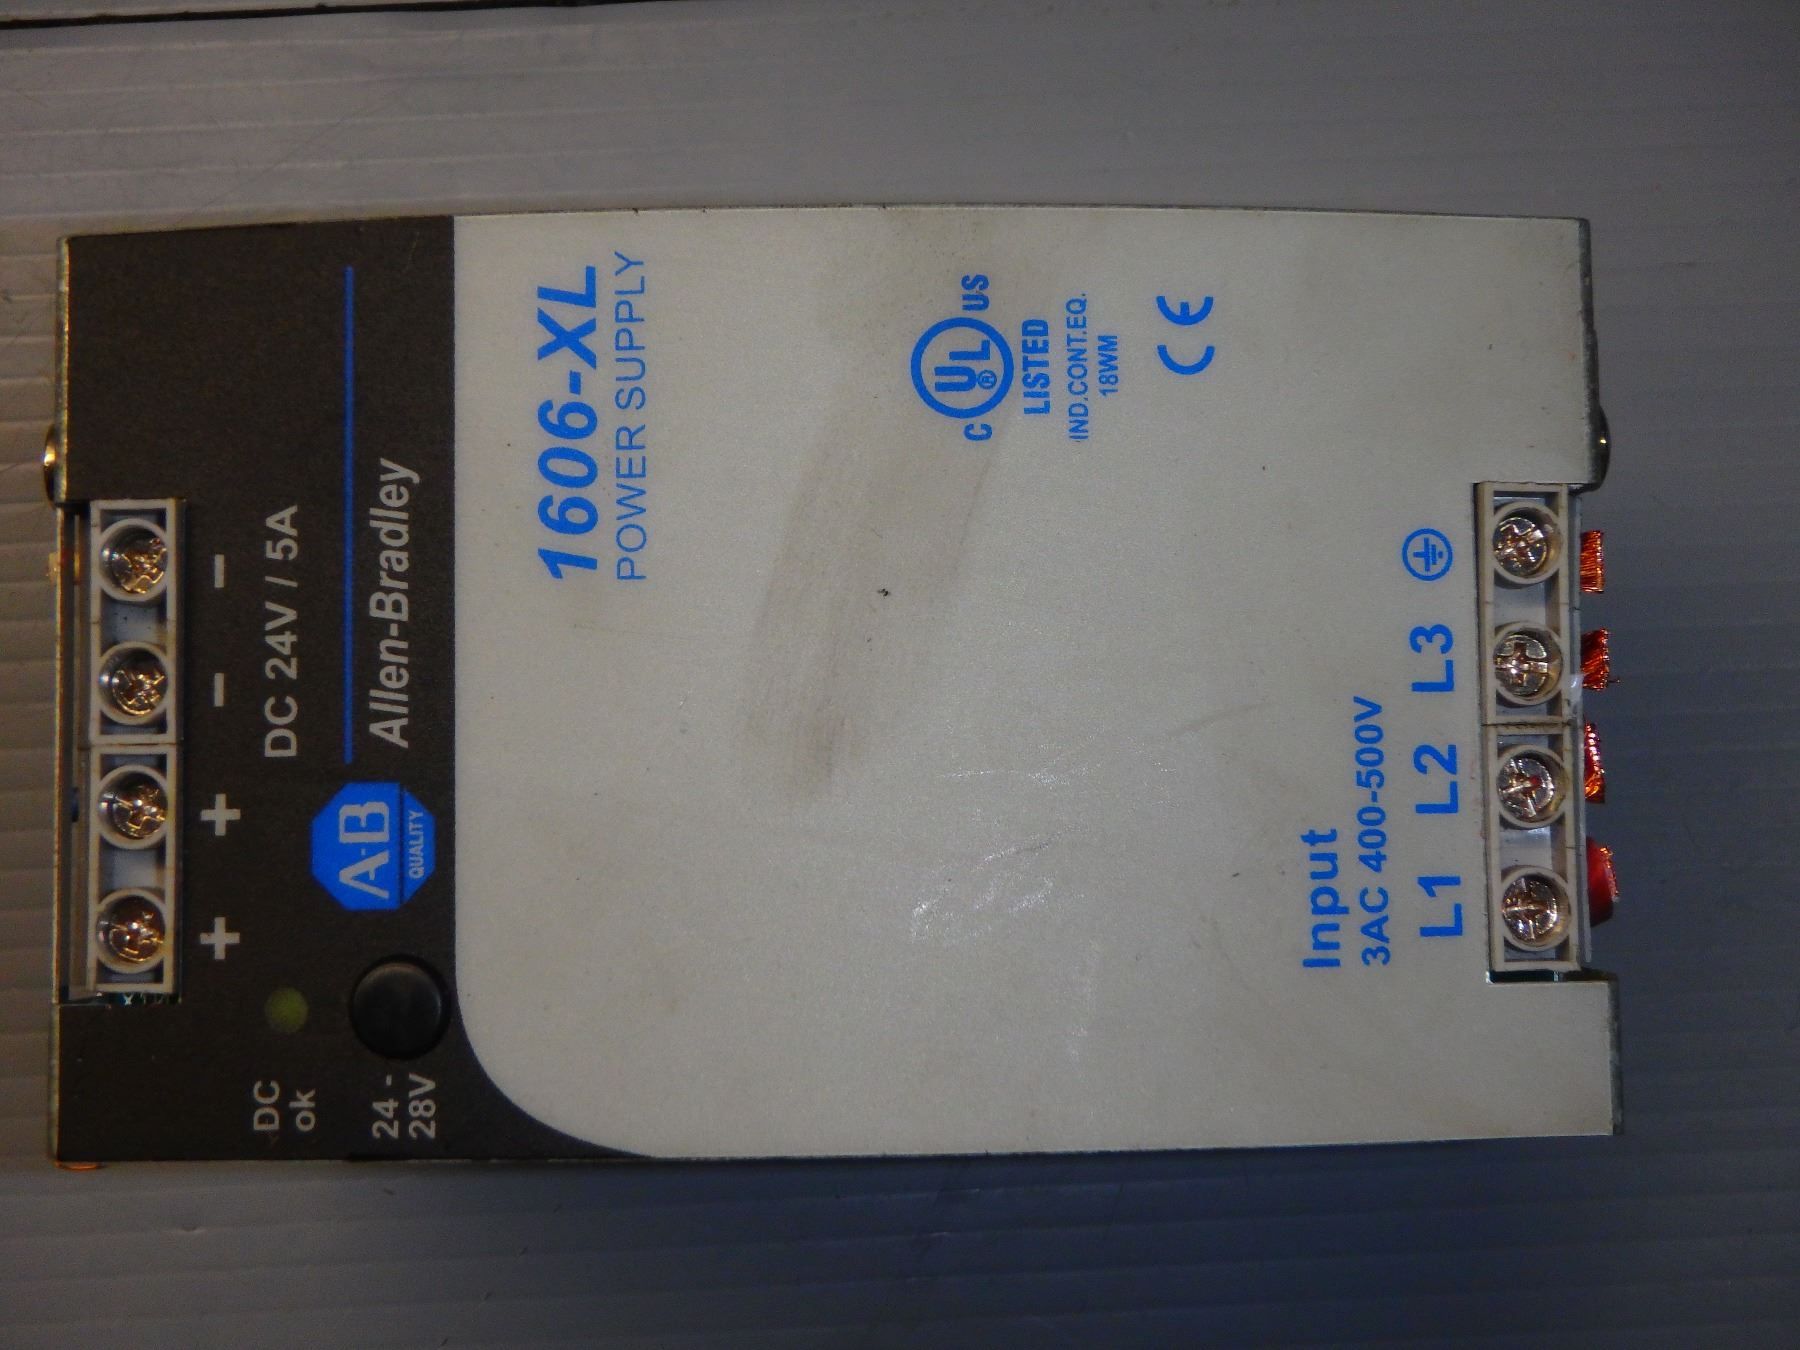 + + - -
DC 24V / 5A
DC
ok
A-B
QUALITY
Allen-Bradley
24 -
28V
1606-XL
POWER SUPPLY
C UL US
®
LISTED
IND.CONT.EQ.
18WM
CE
Input
3AC 400-500V
L1 L2 L3